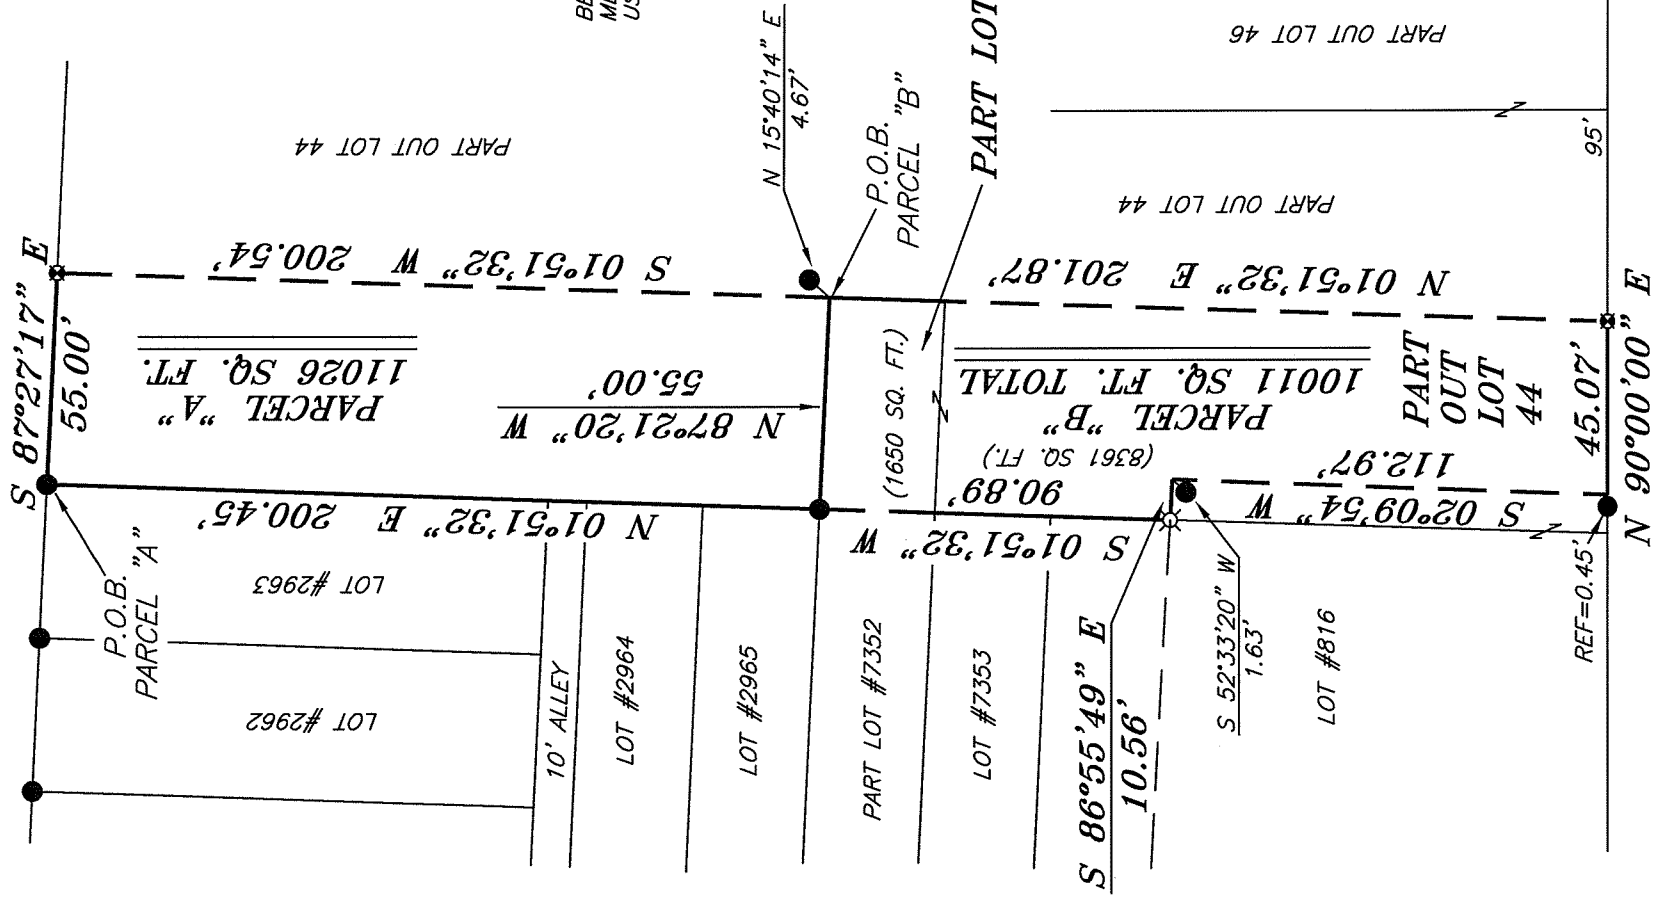 BE
ME
US
PART OUT LOT 46
N 15°40'14" E
4.67'
PART LOT
P.O.B.
PARCEL "B"
PART OUT LOT 44
PART OUT LOT 44
95'
S 87°27'17" E
55.00'
S 01°51'32" W 200.54'
N 01°51'32" E 201.87'
PARCEL "A"
11026 SQ. FT.
N 87°21'20" W
55.00'
(1650 SQ. FT.)
PARCEL "B"
10011 SQ. FT. TOTAL
(8361 SQ. FT.)
PART
OUT
LOT
44
45.07'
N 90°00'00" E
N 01°51'32" E 200.45'
S 01°51'32" W
90.89'
112.97'
S 02°09'54" W
P.O.B.
PARCEL "A"
LOT #2963
LOT #2962
10' ALLEY
LOT #2964
LOT #2965
PART LOT #7352
LOT #7353
S 86°55'49" E
10.56'
S 52°33'20" W
1.63'
LOT #816
REF=0.45'